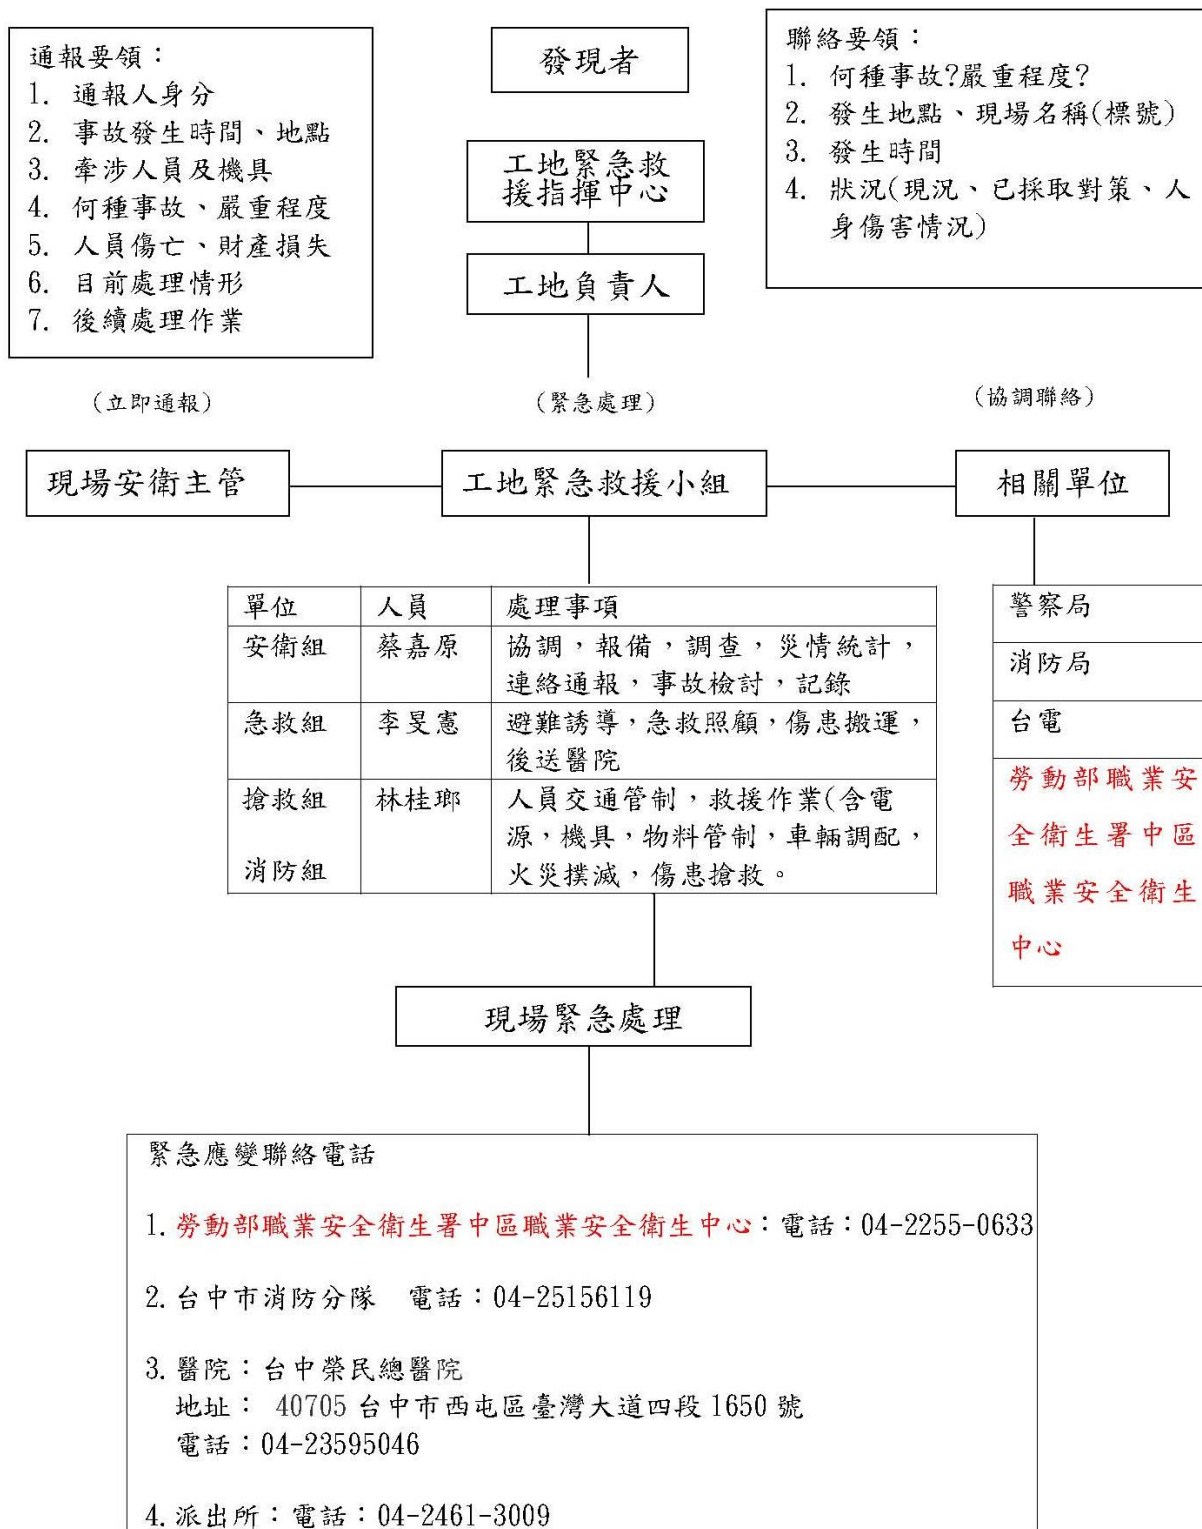 通報要領：
1. 通報人身分
2. 事故發生時間、地點
3. 牽涉人員及機具
4. 何種事故、嚴重程度
5. 人員傷亡、財產損失
6. 目前處理情形
7. 後續處理作業
發現者
工地緊急救
援指揮中心
工地負責人
聯絡要領：
1. 何種事故?嚴重程度?
2. 發生地點、現場名稱(標號)
3. 發生時間
4. 狀況(現況、已採取對策、人
身傷害情況)
(立即通報)
(緊急處理)
(協調聯絡)
現場安衛主管
工地緊急救援小組
相關單位
單位 人員 處理事項
安衛組 蔡嘉原 協調，報備，調查，災情統計，
連絡通報，事故檢討，記錄
急救組 李旻憲 避難誘導，急救照顧，傷患搬運，
後送醫院
搶救組 林桂瑯 人員交通管制，救援作業(含電
源，機具，物料管制，車輛調配，
消防組 火災撲滅，傷患搶救。
警察局
消防局
台電
勞動部職業安
全衛生署中區
職業安全衛生
中心
現場緊急處理
緊急應變聯絡電話
1.勞動部職業安全衛生署中區職業安全衛生中心：電話：04-2255-0633
2.台中市消防分隊　電話：04-25156119
3.醫院：台中榮民總醫院
地址： 40705 台中市西屯區臺灣大道四段 1650 號
電話：04-23595046
4.派出所：電話：04-2461-3009